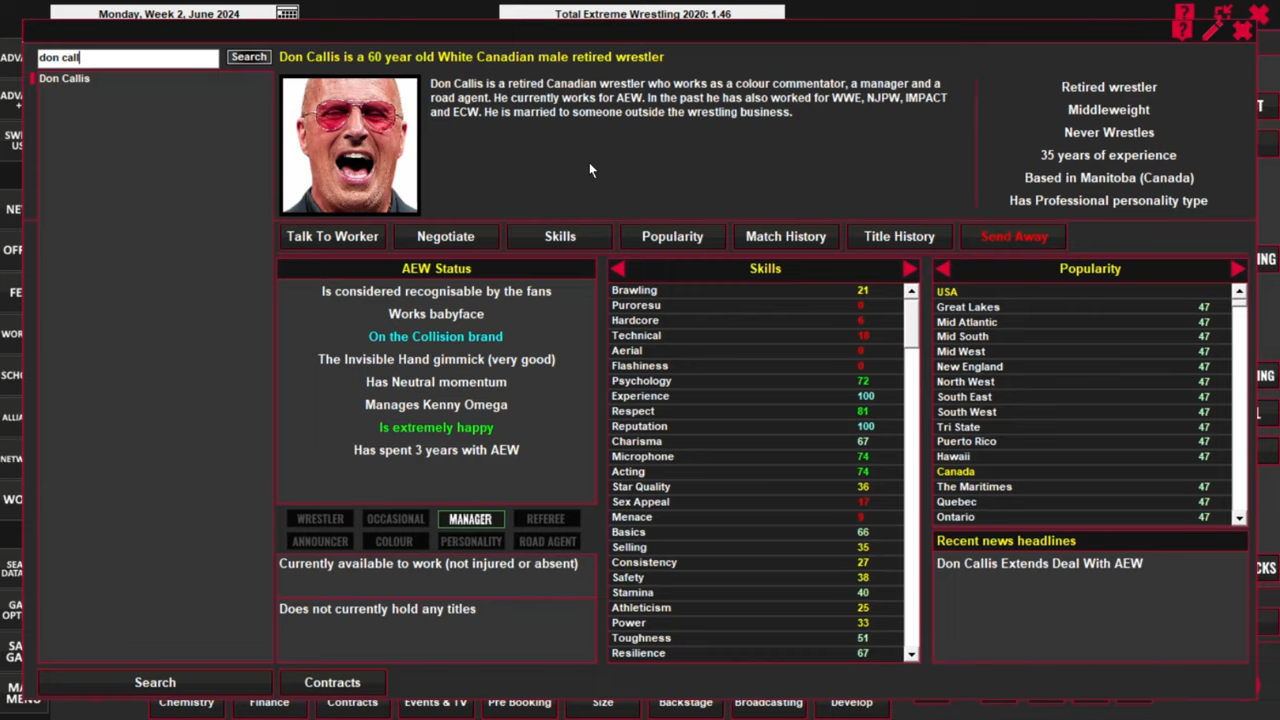 Monday, Week 2, June 2024
Total Extreme Wrestling 2020: 1.46
don call
Search
Don Callis is a 60 year old White Canadian male retired wrestler
Don Callis
Don Callis is a retired Canadian wrestler who works as a colour commentator, a manager and a
road agent. He currently works for AEW. In the past he has also worked for WWE, NJPW, IMPACT
and ECW. He is married to someone outside the wrestling business.
Retired wrestler
Middleweight
Never Wrestles
35 years of experience
Based in Manitoba (Canada)
Has Professional personality type
Talk To Worker
Negotiate
Skills
Popularity
Match History
Title History
Send Away
AEW Status
Is considered recognisable by the fans
Works babyface
On the Collision brand
The Invisible Hand gimmick (very good)
Has Neutral momentum
Manages Kenny Omega
Is extremely happy
Has spent 3 years with AEW
WRESTLER OCCASIONAL MANAGER REFEREE
ANNOUNCER COLOUR PERSONALITY ROAD AGENT
Currently available to work (not injured or absent)
Does not currently hold any titles
Skills
Brawling 21
Puroresu 0
Hardcore 6
Technical 18
Aerial 0
Flashiness 0
Psychology 72
Experience 100
Respect 81
Reputation 100
Charisma 67
Microphone 74
Acting 74
Star Quality 36
Sex Appeal 17
Menace 9
Basics 66
Selling 35
Consistency 27
Safety 38
Stamina 40
Athleticism 25
Power 33
Toughness 51
Resilience 67
Popularity
USA
Great Lakes 47
Mid Atlantic 47
Mid South 47
Mid West 47
New England 47
North West 47
South East 47
South West 47
Tri State 47
Puerto Rico 47
Hawaii 47
Canada
The Maritimes 47
Quebec 47
Ontario 47
Recent news headlines
Don Callis Extends Deal With AEW
Search
Contracts
Chemistry
Finance
Contracts
Events & TV
Pre Booking
Size
Backstage
Broadcasting
Develop